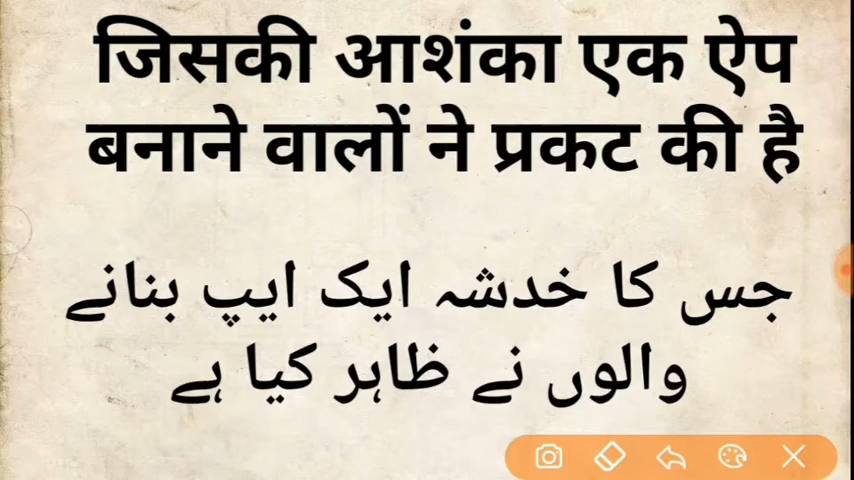 जिसकी आशंका एक ऐप
बनाने वालों ने प्रकट की है
جس کا خدشہ ایک ایپ بنانے
والوں نے ظاہر کیا ہے